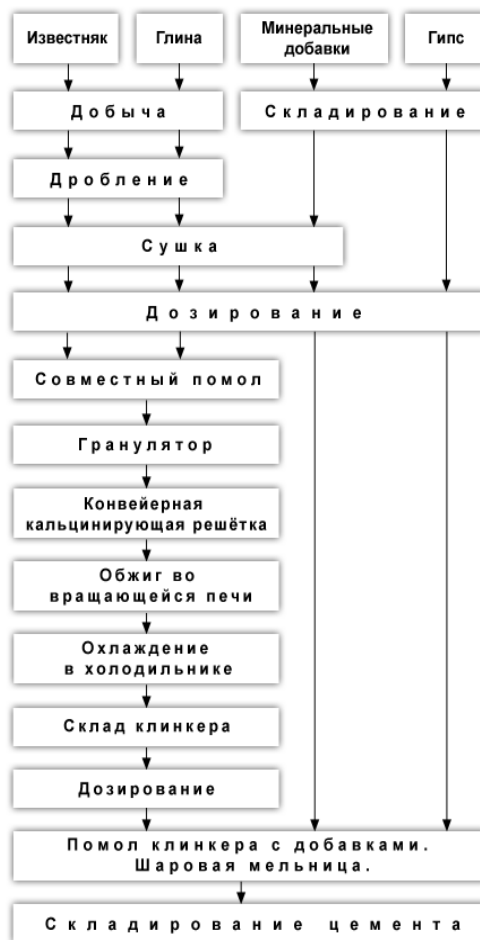 Известняк
Глина
Минеральные
добавки
Гипс
Добыча
Складирование
Дробление
Сушка
Дозирование
Совместный помол
Гранулятор
Конвейерная
кальцинирующая решётка
Обжиг во
вращающейся печи
Охлаждение
в холодильнике
Склад клинкера
Дозирование
Помол клинкера с добавками.
Шаровая мельница.
Складирование цемента